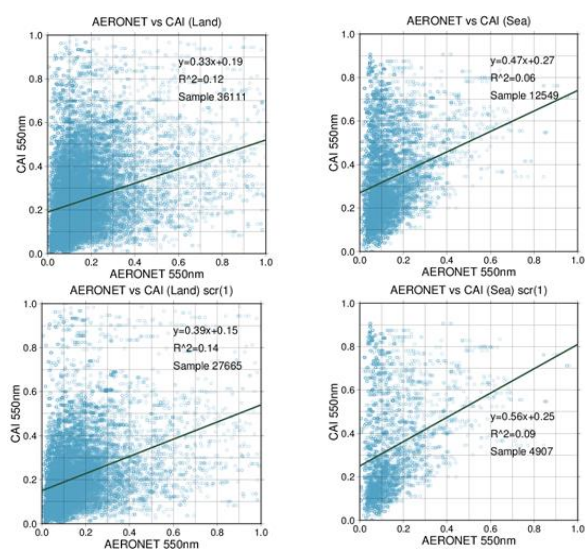 AERONET vs CAI (Land)
1.0
0.8
0.6
0.4
0.2
0.0
CAI 550nm
y=0.33x+0.19
R^2=0.12
Sample 36111
0.0 0.2 0.4 0.6 0.8 1.0
AERONET 550nm
AERONET vs CAI (Sea)
1.0
0.8
0.6
0.4
0.2
0.0
CAI 550nm
y=0.47x+0.27
R^2=0.06
Sample 12549
0.0 0.2 0.4 0.6 0.8 1.0
AERONET 550nm
AERONET vs CAI (Land) scr(1)
1.0
0.8
0.6
0.4
0.2
0.0
CAI 550nm
y=0.39x+0.15
R^2=0.14
Sample 27665
0.0 0.2 0.4 0.6 0.8 1.0
AERONET 550nm
AERONET vs CAI (Sea) scr(1)
1.0
0.8
0.6
0.4
0.2
0.0
CAI 550nm
y=0.56x+0.25
R^2=0.09
Sample 4907
0.0 0.2 0.4 0.6 0.8 1.0
AERONET 550nm